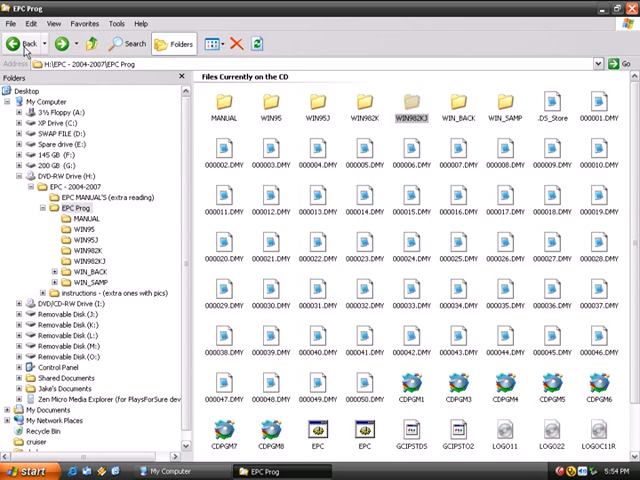 EPC Prog
File Edit View Favorites Tools Help
Back Search Folders
Address H:\EPC - 2004-2007\EPC Prog Go
Folders
Files Currently on the CD
Desktop
My Computer
3½ Floppy (A:)
XP Drive (C:)
SWAP FILE (D:)
Spare drive (E:)
145 GB (F:)
200 GB (G:)
DVD-RW Drive (H:)
EPC - 2004-2007
EPC MANUAL'S (extra reading)
EPC Prog
MANUAL
WIN95
WIN95J
WIN982K
WIN982KJ
WIN_BACK
WIN_SAMP
instructions - (extra ones with pics)
DVD/CD-RW Drive (I:)
Removable Disk (J:)
Removable Disk (K:)
Removable Disk (L:)
Removable Disk (M:)
Removable Disk (O:)
Control Panel
Shared Documents
Jake's Documents
Zen Micro Media Explorer (for PlaysForSure dev
My Documents
My Network Places
Recycle Bin
cruiser
MANUAL WIN95 WIN95J WIN982K WIN982KJ WIN_BACK WIN_SAMP .DS_Store 000001.DMY
000002.DMY 000003.DMY 000004.DMY 000005.DMY 000006.DMY 000007.DMY 000008.DMY 000009.DMY 000010.DMY
000011.DMY 000012.DMY 000013.DMY 000014.DMY 000015.DMY 000016.DMY 000017.DMY 000018.DMY 000019.DMY
000020.DMY 000021.DMY 000022.DMY 000023.DMY 000024.DMY 000025.DMY 000026.DMY 000027.DMY 000028.DMY
000029.DMY 000030.DMY 000031.DMY 000032.DMY 000033.DMY 000034.DMY 000035.DMY 000036.DMY 000037.DMY
000038.DMY 000039.DMY 000040.DMY 000041.DMY 000042.DMY 000043.DMY 000044.DMY 000045.DMY 000046.DMY
000047.DMY 000048.DMY 000049.DMY 000050.DMY CDPGM1 CDPGM3 CDPGM4 CDPGM5 CDPGM6
CDPGM7 CDPGM8 EPC EPC GCIPSTDS GCIPSTO2 LOGO11 LOGO22 LOGOC11R
start My Computer EPC Prog 5:54 PM